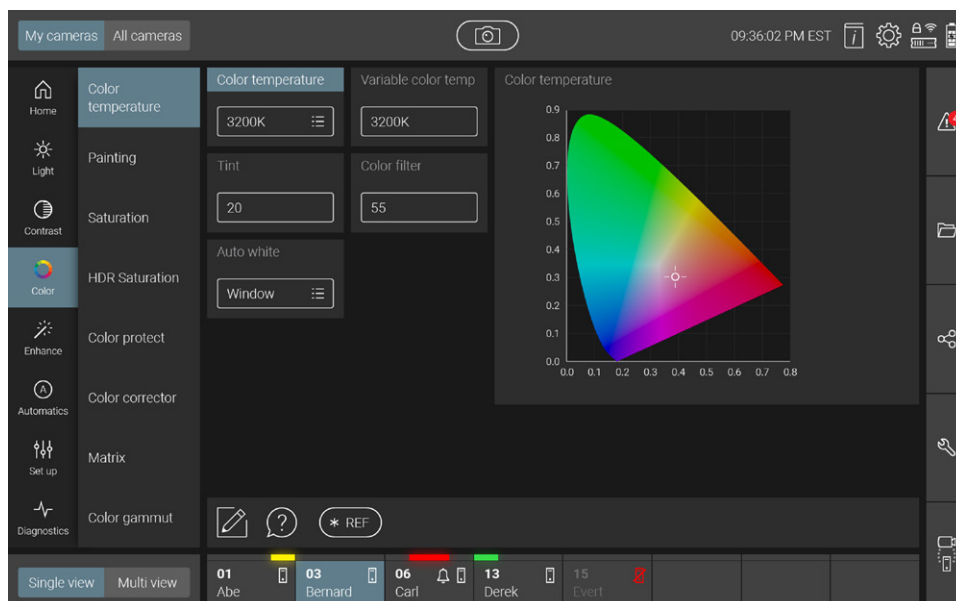 My cameras All cameras
09:36:02 PM EST
Home
Light
Contrast
Color
Enhance
Automatics
Set up
Diagnostics
Color
temperature
Painting
Saturation
HDR Saturation
Color protect
Color corrector
Matrix
Color gammut
Color temperature
3200K
Variable color temp
3200K
Tint
20
Color filter
55
Auto white
Window
Color temperature
0.9
0.8
0.7
0.6
0.5
0.4
0.3
0.2
0.1
0.0
0.0 0.1 0.2 0.3 0.4 0.5 0.6 0.7 0.8
? * REF
Single view Multi view
01
Abe
03
Bernard
06
Carl
13
Derek
15
Evert